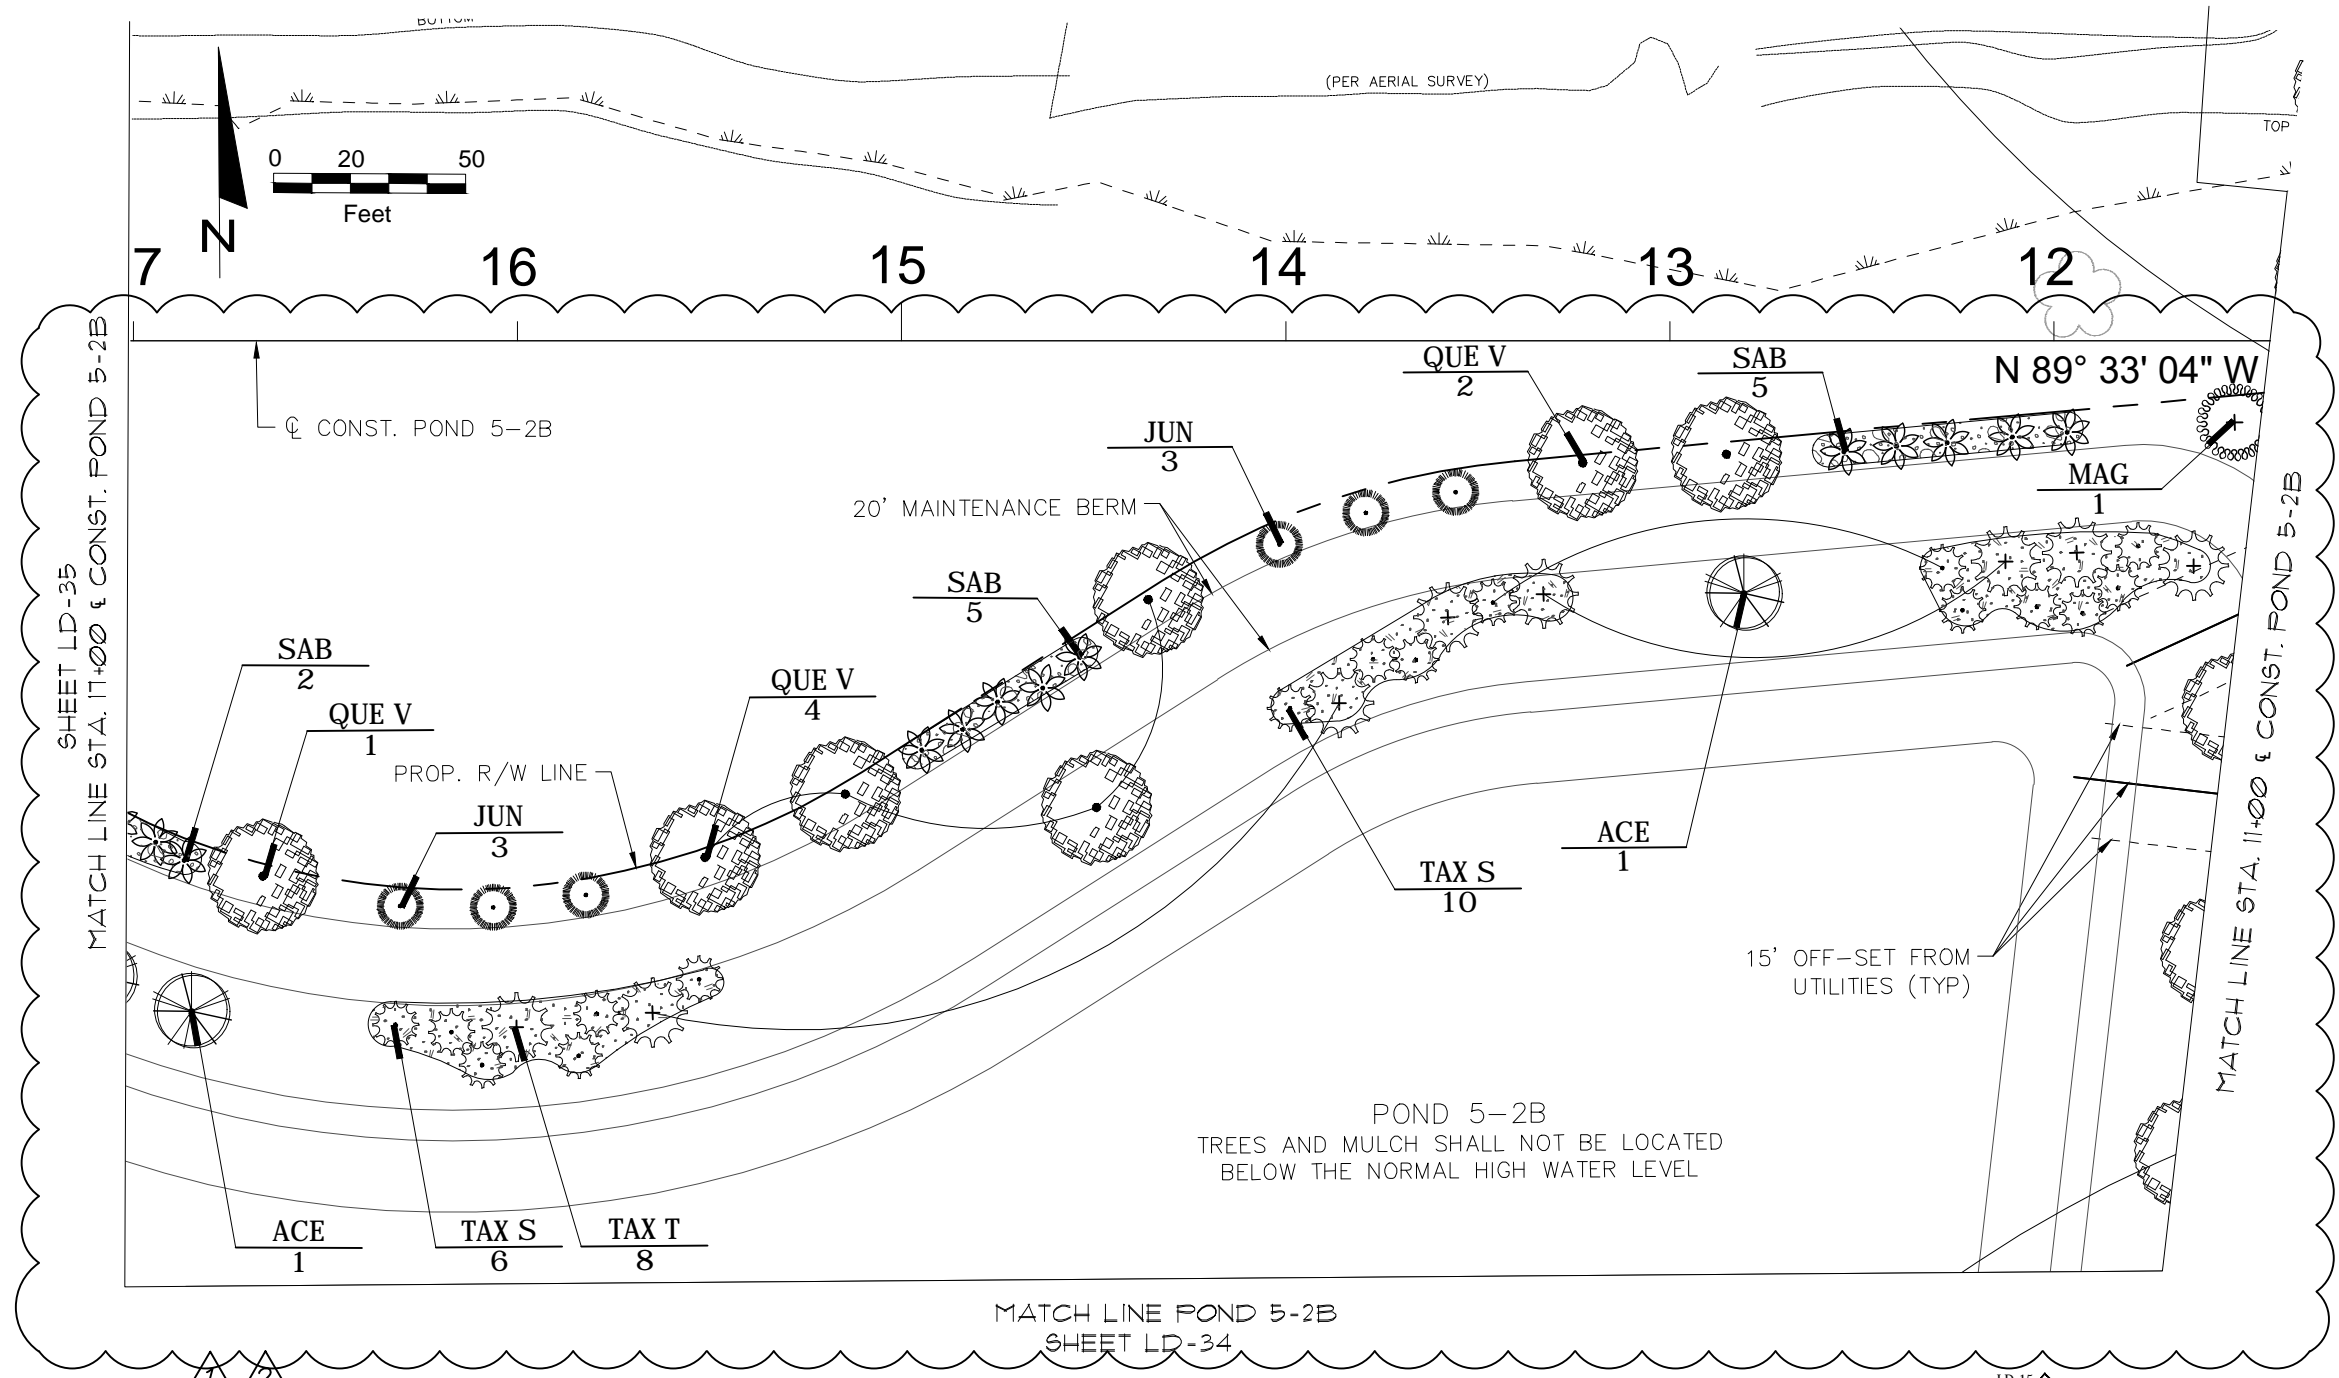 BOTTOM
(PER AERIAL SURVEY)
TOP
0 20 50
Feet
N
7 16 15 14 13 12
N 89° 33' 04" W
℄ CONST. POND 5-2B
QUE V
2
SAB
5
JUN
3
MAG
1
20' MAINTENANCE BERM
SAB
5
SAB
2
QUE V
1
QUE V
4
PROP. R/W LINE
JUN
3
ACE
1
TAX S
10
15' OFF-SET FROM
UTILITIES (TYP)
POND 5-2B
TREES AND MULCH SHALL NOT BE LOCATED
BELOW THE NORMAL HIGH WATER LEVEL
ACE
1
TAX S
6
TAX T
8
SHEET LD-35
MATCH LINE STA. 17+00 ℄ CONST. POND 5-2B
MATCH LINE STA. 11+00 ℄ CONST. POND 5-2B
MATCH LINE POND 5-2B
SHEET LD-34
1 2